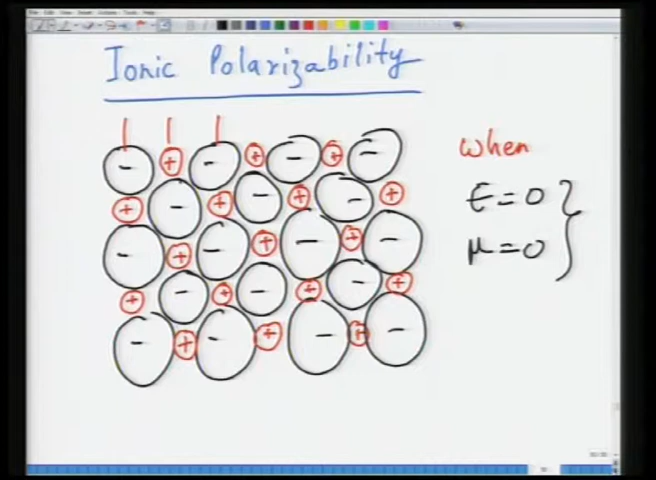 Ionic Polarizability
when
E = 0
μ = 0
- + - + - + -
+ - + - + - +
- + - + - + -
+ - + - + - +
- + - + - + -